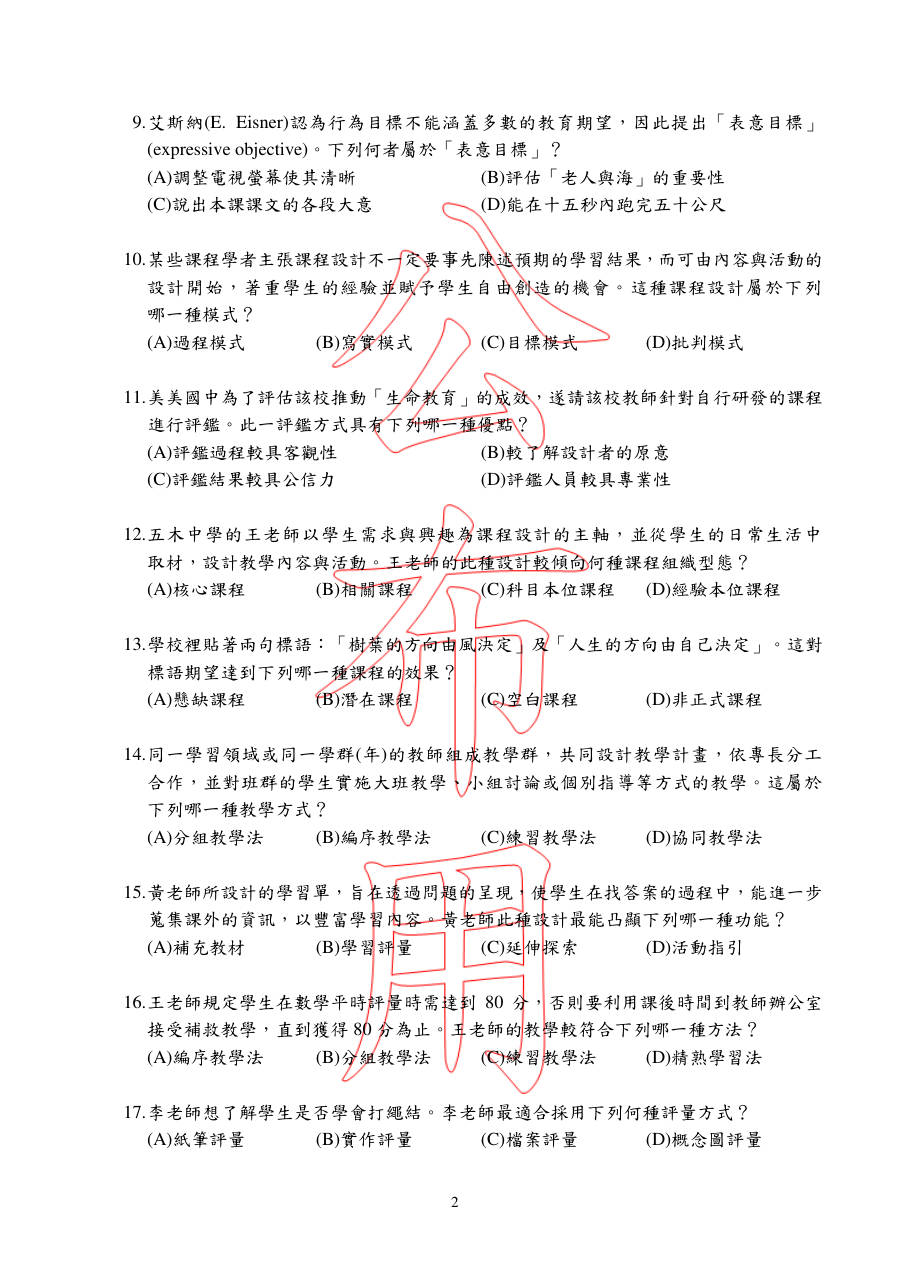 9.艾斯納(E. Eisner)認為行為目標不能涵蓋多數的教育期望，因此提出「表意目標」
(expressive objective)。下列何者屬於「表意目標」？
(A)調整電視螢幕使其清晰 (B)評估「老人與海」的重要性
(C)說出本課課文的各段大意 (D)能在十五秒內跑完五十公尺
10.某些課程學者主張課程設計不一定要事先陳述預期的學習結果，而可由內容與活動的
設計開始，著重學生的經驗並賦予學生自由創造的機會。這種課程設計屬於下列
哪一種模式？
(A)過程模式 (B)寫實模式 (C)目標模式 (D)批判模式
11.美美國中為了評估該校推動「生命教育」的成效，遂請該校教師針對自行研發的課程
進行評鑑。此一評鑑方式具有下列哪一種優點？
(A)評鑑過程較具客觀性 (B)較了解設計者的原意
(C)評鑑結果較具公信力 (D)評鑑人員較具專業性
12.五木中學的王老師以學生需求與興趣為課程設計的主軸，並從學生的日常生活中
取材，設計教學內容與活動。王老師的此種設計較傾向何種課程組織型態？
(A)核心課程 (B)相關課程 (C)科目本位課程 (D)經驗本位課程
13.學校裡貼著兩句標語：「樹葉的方向由風決定」及「人生的方向由自己決定」。這對
標語期望達到下列哪一種課程的效果？
(A)懸缺課程 (B)潛在課程 (C)空白課程 (D)非正式課程
14.同一學習領域或同一學群(年)的教師組成教學群，共同設計教學計畫，依專長分工
合作，並對班群的學生實施大班教學、小組討論或個別指導等方式的教學。這屬於
下列哪一種教學方式？
(A)分組教學法 (B)編序教學法 (C)練習教學法 (D)協同教學法
15.黃老師所設計的學習單，旨在透過問題的呈現，使學生在找答案的過程中，能進一步
蒐集課外的資訊，以豐富學習內容。黃老師此種設計最能凸顯下列哪一種功能？
(A)補充教材 (B)學習評量 (C)延伸探索 (D)活動指引
16.王老師規定學生在數學平時評量時需達到 80 分，否則要利用課後時間到教師辦公室
接受補救教學，直到獲得 80 分為止。王老師的教學較符合下列哪一種方法？
(A)編序教學法 (B)分組教學法 (C)練習教學法 (D)精熟學習法
17.李老師想了解學生是否學會打繩結。李老師最適合採用下列何種評量方式？
(A)紙筆評量 (B)實作評量 (C)檔案評量 (D)概念圖評量
2
公
布
用